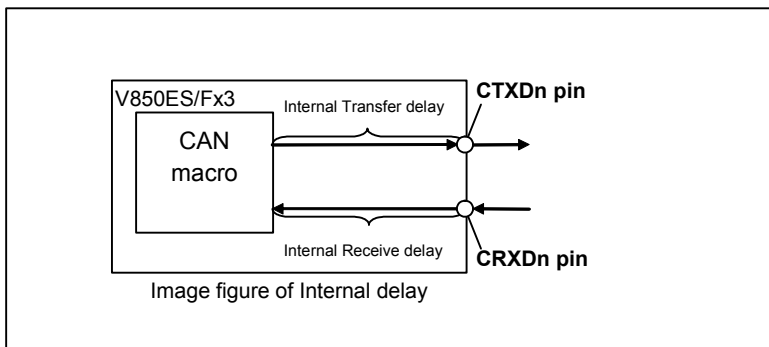 V850ES/Fx3
CAN
macro
Internal Transfer delay
CTXDn pin
Internal Receive delay
CRXDn pin
Image figure of Internal delay